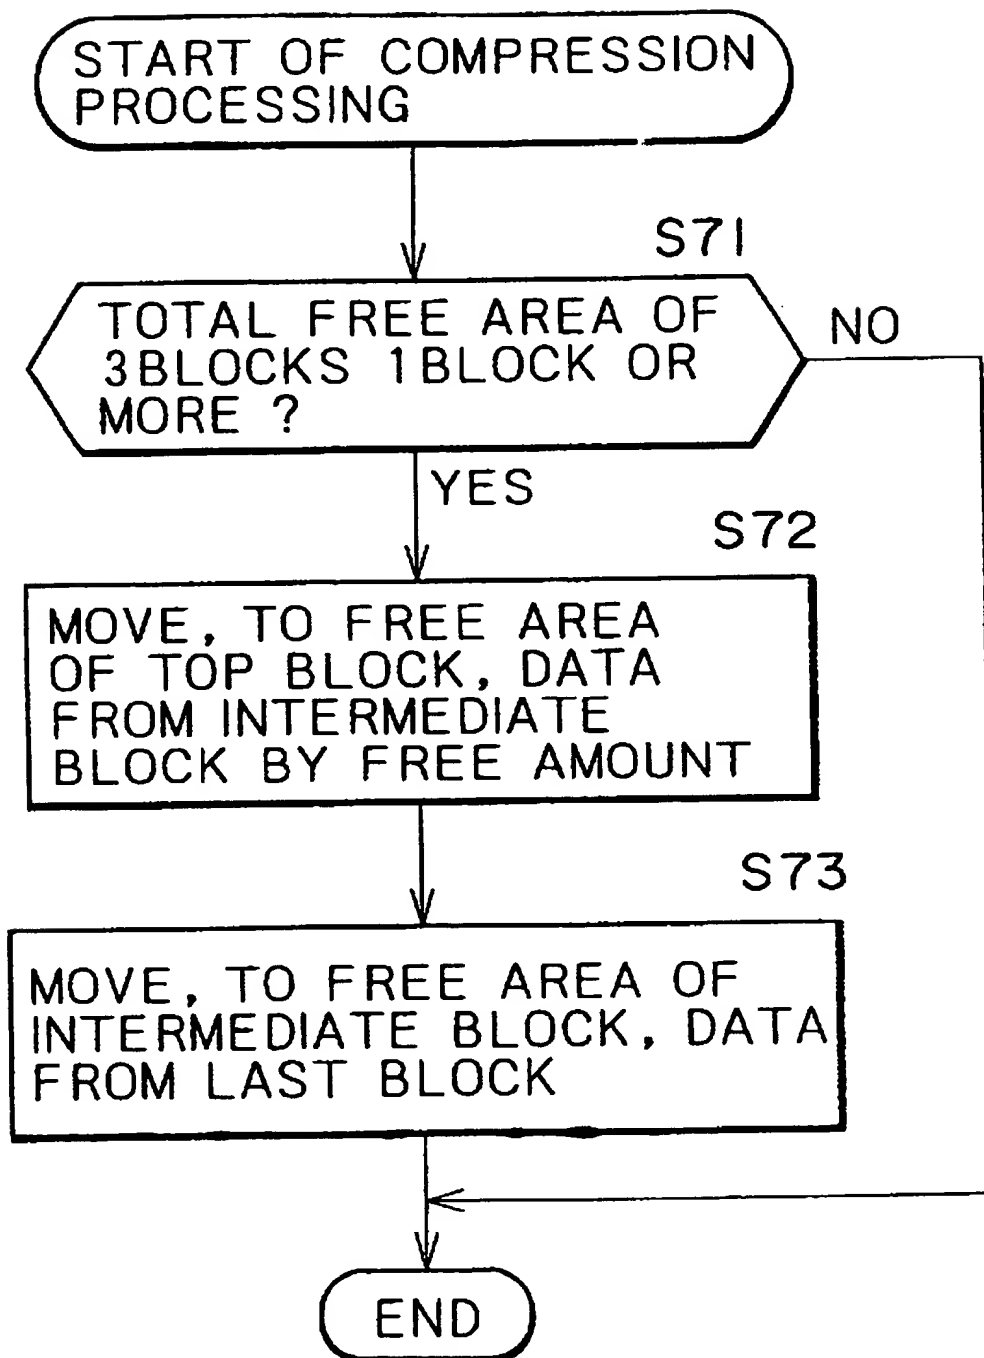 START OF COMPRESSION
PROCESSING
S71
TOTAL FREE AREA OF
3BLOCKS 1BLOCK OR
MORE ?
NO
YES
S72
MOVE, TO FREE AREA
OF TOP BLOCK, DATA
FROM INTERMEDIATE
BLOCK BY FREE AMOUNT
S73
MOVE, TO FREE AREA OF
INTERMEDIATE BLOCK, DATA
FROM LAST BLOCK
END